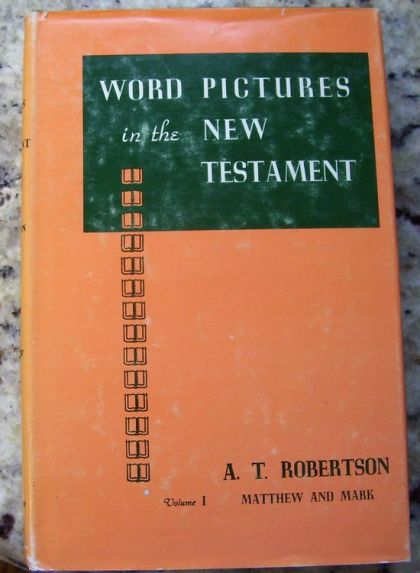 WORD PICTURES
in the NEW
TESTAMENT
A. T. ROBERTSON
Volume I MATTHEW AND MARK